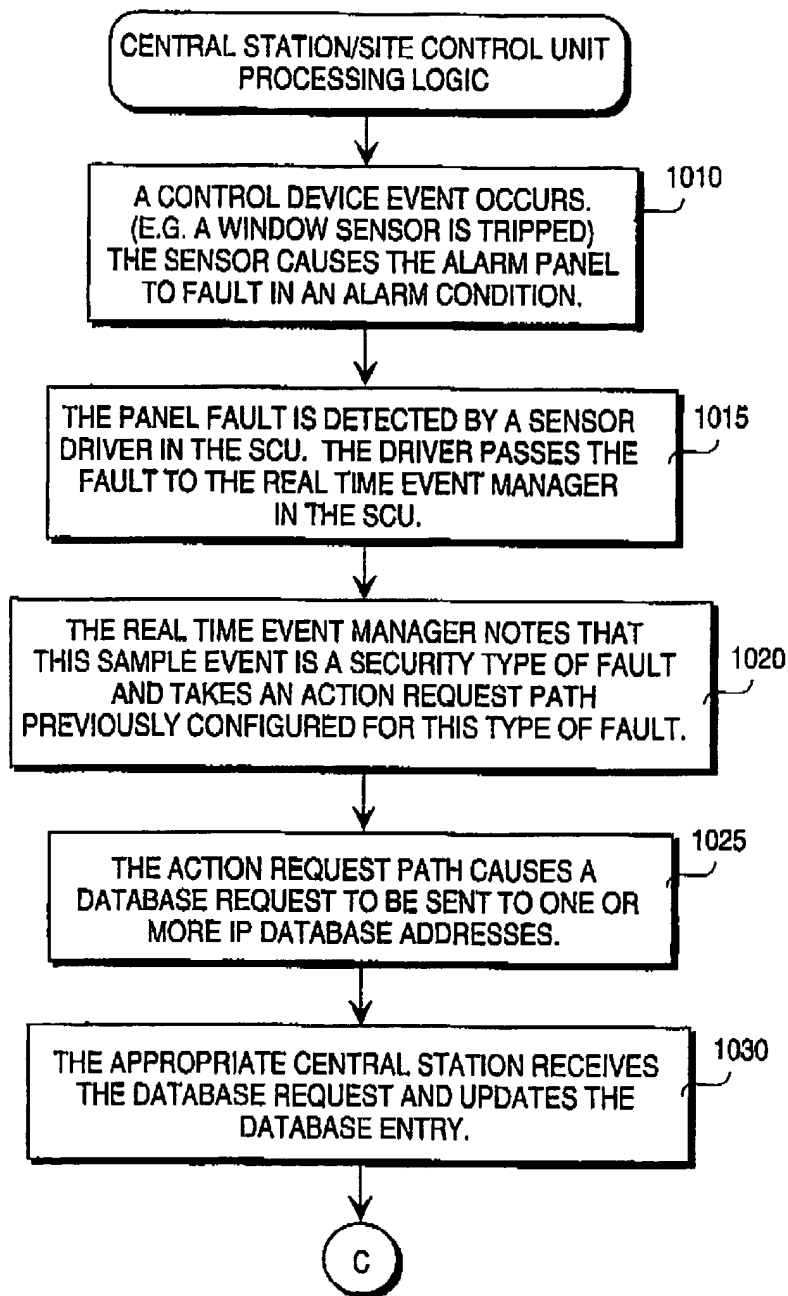 CENTRAL STATION/SITE CONTROL UNIT
PROCESSING LOGIC
1010
A CONTROL DEVICE EVENT OCCURS.
(E.G. A WINDOW SENSOR IS TRIPPED)
THE SENSOR CAUSES THE ALARM PANEL
TO FAULT IN AN ALARM CONDITION.
1015
THE PANEL FAULT IS DETECTED BY A SENSOR
DRIVER IN THE SCU. THE DRIVER PASSES THE
FAULT TO THE REAL TIME EVENT MANAGER
IN THE SCU.
1020
THE REAL TIME EVENT MANAGER NOTES THAT
THIS SAMPLE EVENT IS A SECURITY TYPE OF FAULT
AND TAKES AN ACTION REQUEST PATH
PREVIOUSLY CONFIGURED FOR THIS TYPE OF FAULT.
1025
THE ACTION REQUEST PATH CAUSES A
DATABASE REQUEST TO BE SENT TO ONE OR
MORE IP DATABASE ADDRESSES.
1030
THE APPROPRIATE CENTRAL STATION RECEIVES
THE DATABASE REQUEST AND UPDATES THE
DATABASE ENTRY.
C